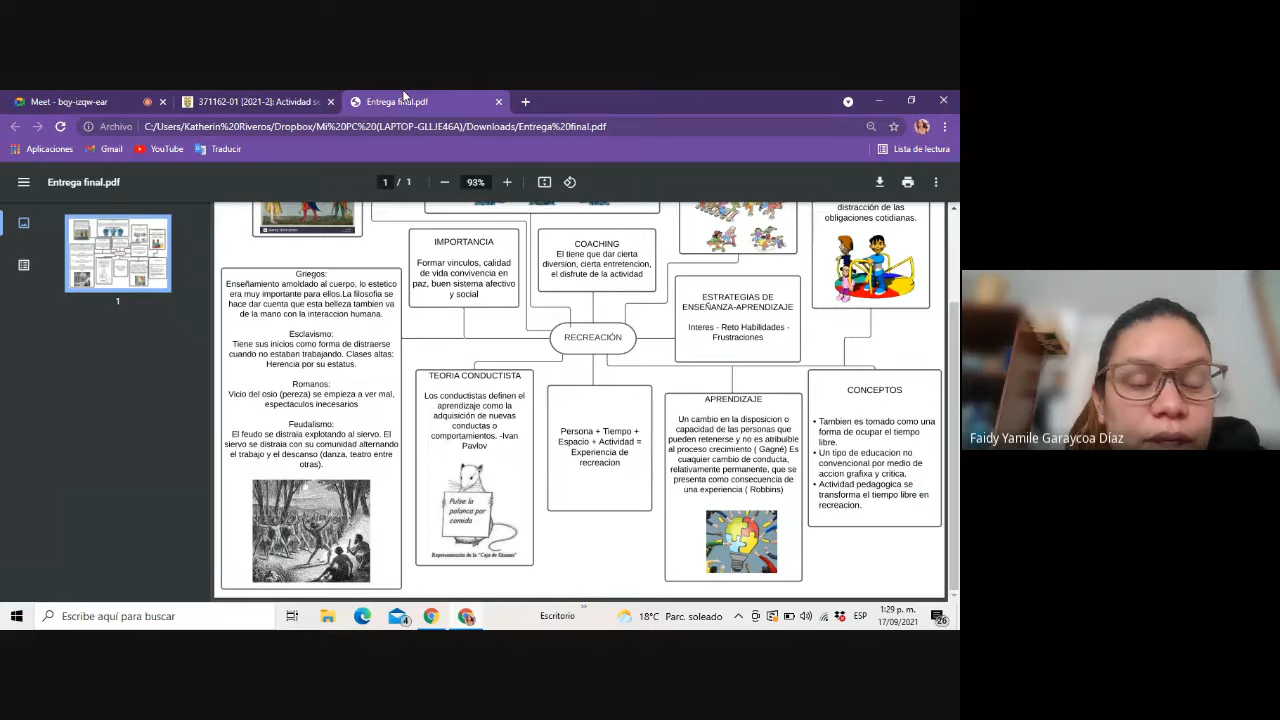 Meet - bqy-izqw-ear
371162-01 [2021-2]: Actividad se
Entrega final.pdf
Archivo
C:/Users/Katherin%20Riveros/Dropbox/Mi%20PC%20(LAPTOP-GLLJE46A)/Downloads/Entrega%20final.pdf
Aplicaciones
Gmail
YouTube
Traducir
Lista de lectura
Entrega final.pdf
1 / 1
93%
1
distracción de las
obligaciones cotidianas.
IMPORTANCIA
Formar vinculos, calidad
de vida convivencia en
paz, buen sistema afectivo
y social
COACHING
El tiene que dar cierta
diversion, cierta entretencion,
el disfrute de la actividad
Griegos:
Enseñamiento amoldado al cuerpo, lo estetico
era muy importante para ellos.La filosofia se
hace dar cuenta que esta belleza tambien va
de la mano con la interaccion humana.
Esclavismo:
Tiene sus inicios como forma de distraerse
cuando no estaban trabajando. Clases altas:
Herencia por su estatus.
Romanos:
Vicio del osio (pereza) se empieza a ver mal,
espectaculos inecesarios
Feudalismo:
El feudo se distraia explotando al siervo. El
siervo se distraia con su comunidad alternando
el trabajo y el descanso (danza, teatro entre
otras).
ESTRATEGIAS DE
ENSEÑANZA-APRENDIZAJE
Interes - Reto Habilidades -
Frustraciones
RECREACIÓN
TEORIA CONDUCTISTA
Los conductistas definen el
aprendizaje como la
adquisición de nuevas
conductas o
comportamientos. -Ivan
Pavlov
Pulse la
palanca por
comida
Representación de la "Caja de Skinner"
Persona + Tiempo +
Espacio + Actividad =
Experiencia de
recreacion
APRENDIZAJE
Un cambio en la disposicion o
capacidad de las personas que
pueden retenerse y no es atribuible
al proceso crecimiento ( Gagné) Es
cuaquier cambio de conducta,
relativamente permanente, que se
presenta como consecuencia de
una experiencia ( Robbins)
CONCEPTOS
• Tambien es tomado como una
forma de ocupar el tiempo
libre.
• Un tipo de educacion no
convencional por medio de
accion grafixa y critica.
• Actividad pedagogica se
transforma el tiempo libre en
recreacion.
Faidy Yamile Garaycoa Díaz
Escribe aquí para buscar
4
Escritorio
18°C Parc. soleado
ESP
1:29 p. m.
17/09/2021
26